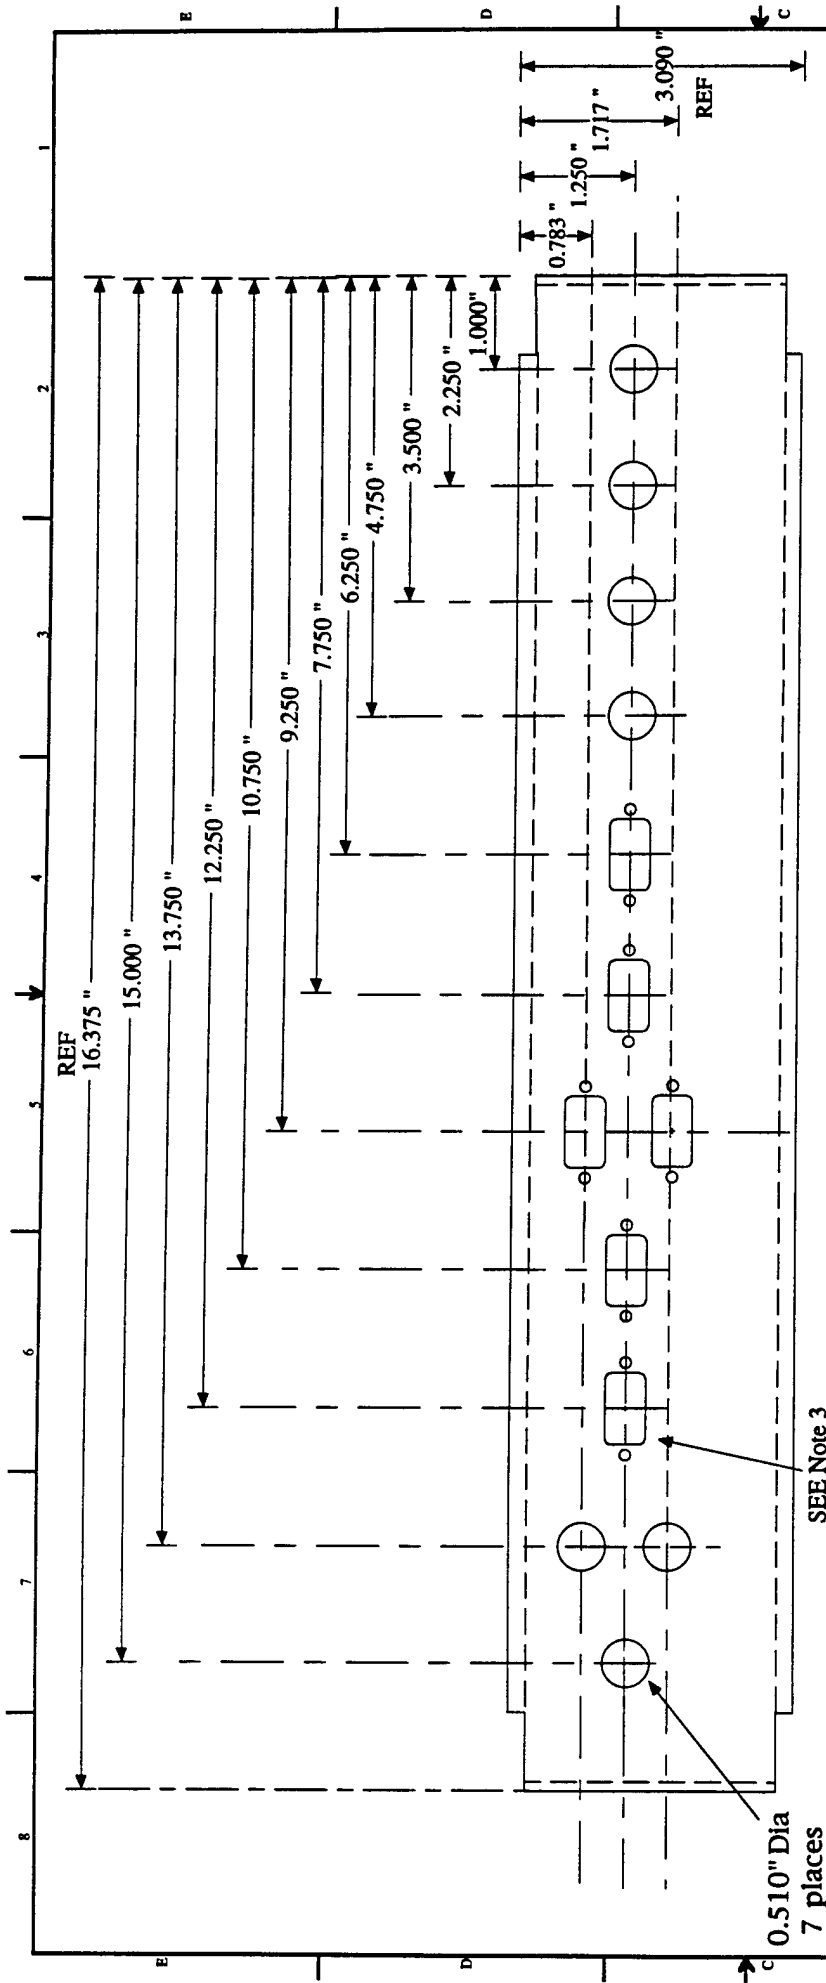 E
D
C
1
2
3
4
5
6
7
8
REF
16.375 "
15.000 "
13.750 "
12.250 "
10.750 "
9.250 "
7.750 "
6.250 "
4.750 "
3.500 "
2.250 "
1.000"
0.783 "
1.250 "
1.717 "
3.090 "
REF
SEE Note 3
0.510" Dia
7 places
E
D
C